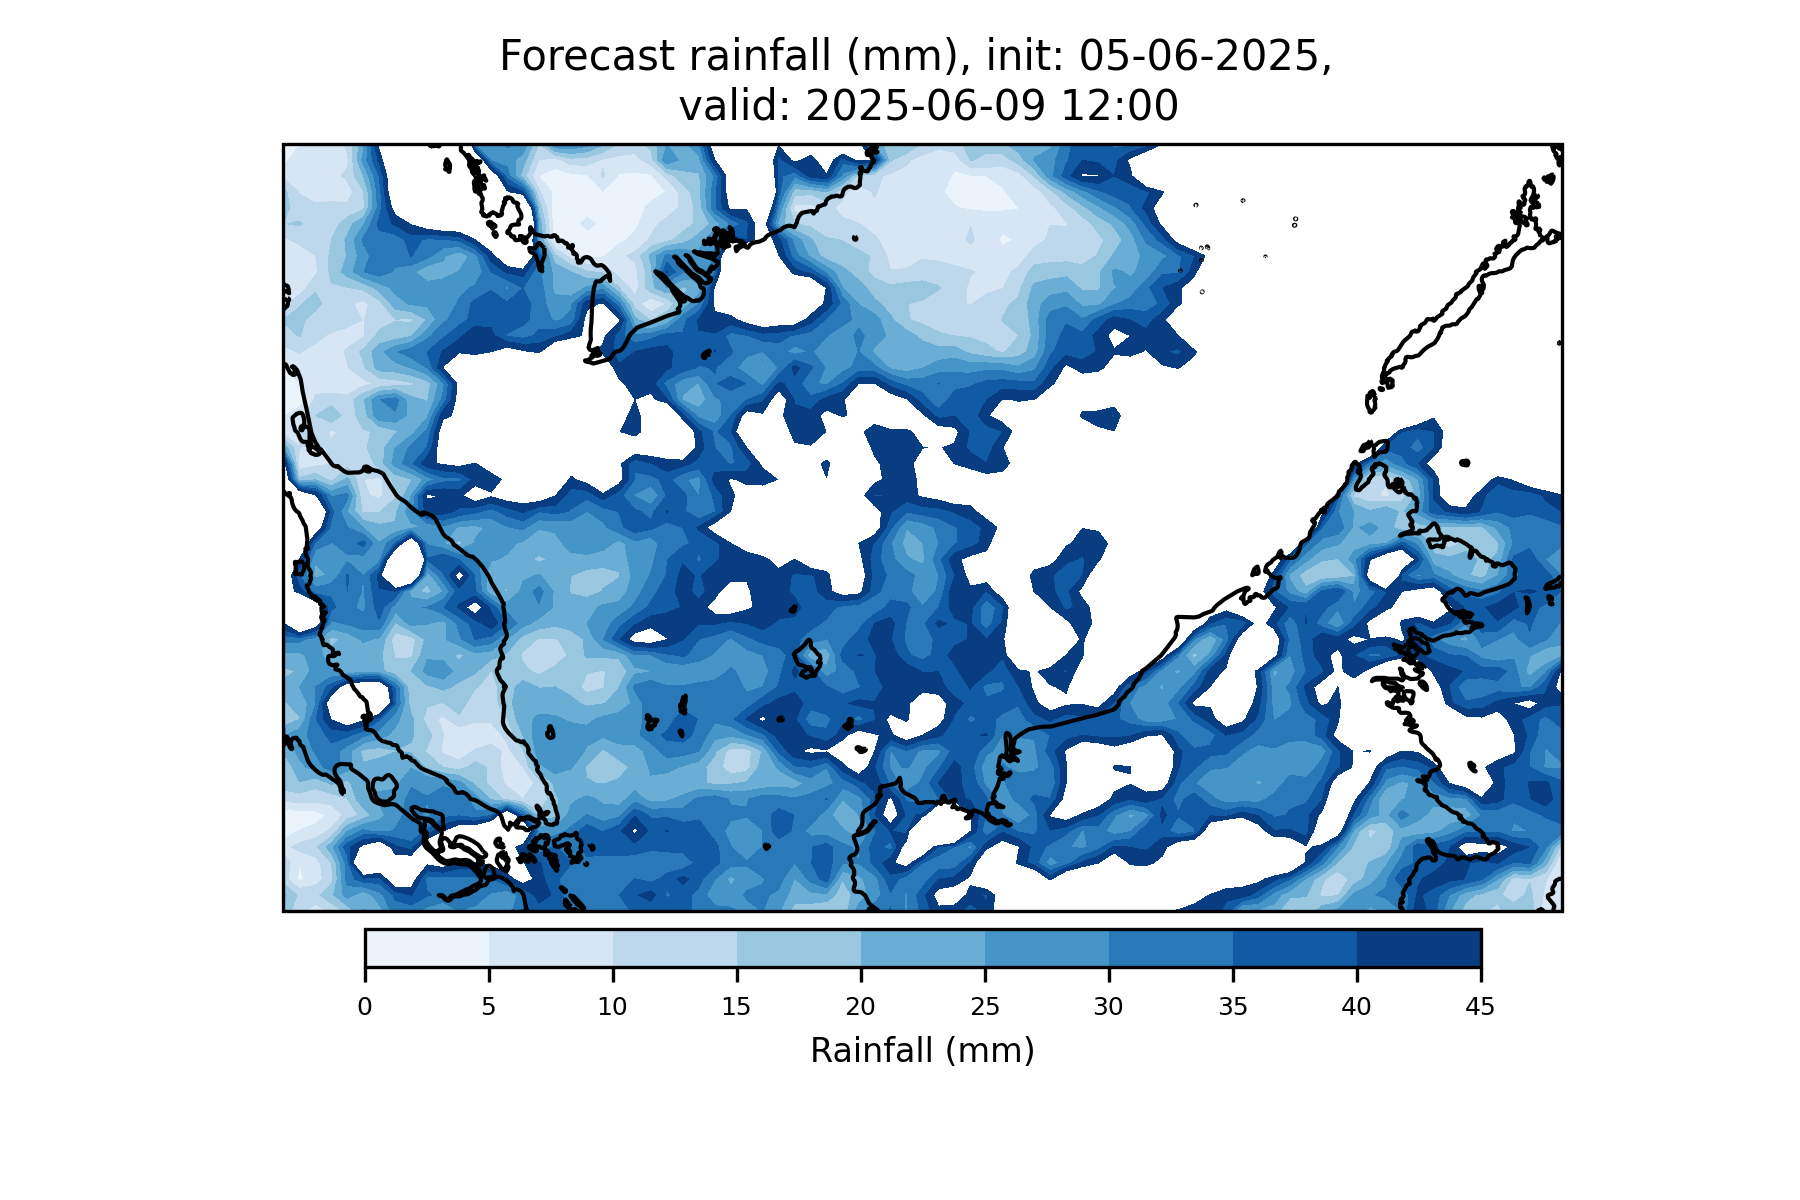 Forecast rainfall (mm), init: 05-06-2025,
valid: 2025-06-09 12:00
0 5 10 15 20 25 30 35 40 45
Rainfall (mm)